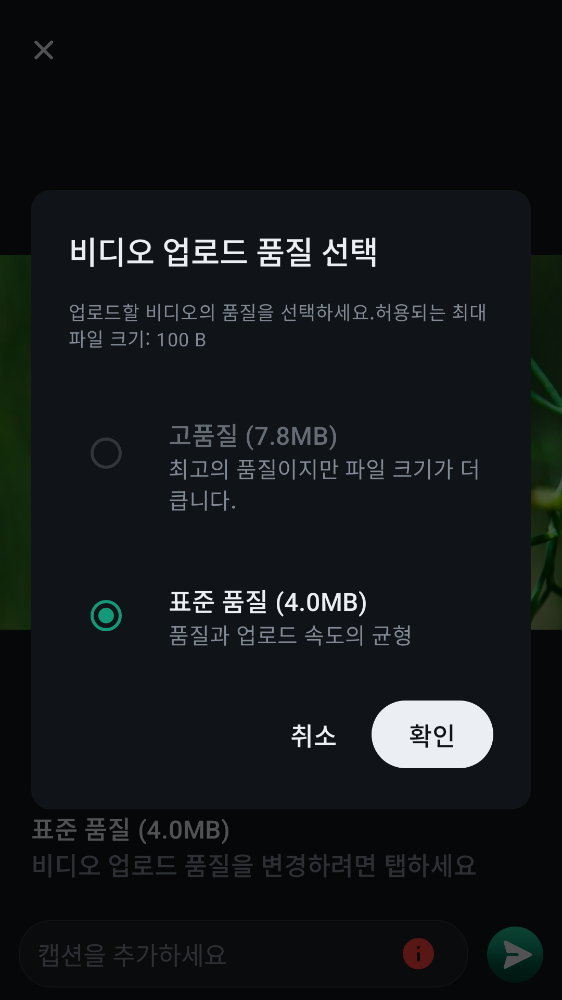 비디오 업로드 품질 선택
업로드할 비디오의 품질을 선택하세요.허용되는 최대
파일 크기: 100 B
고품질 (7.8MB)
최고의 품질이지만 파일 크기가 더
큽니다.
표준 품질 (4.0MB)
품질과 업로드 속도의 균형
취소
확인
표준 품질 (4.0MB)
비디오 업로드 품질을 변경하려면 탭하세요
캡션을 추가하세요